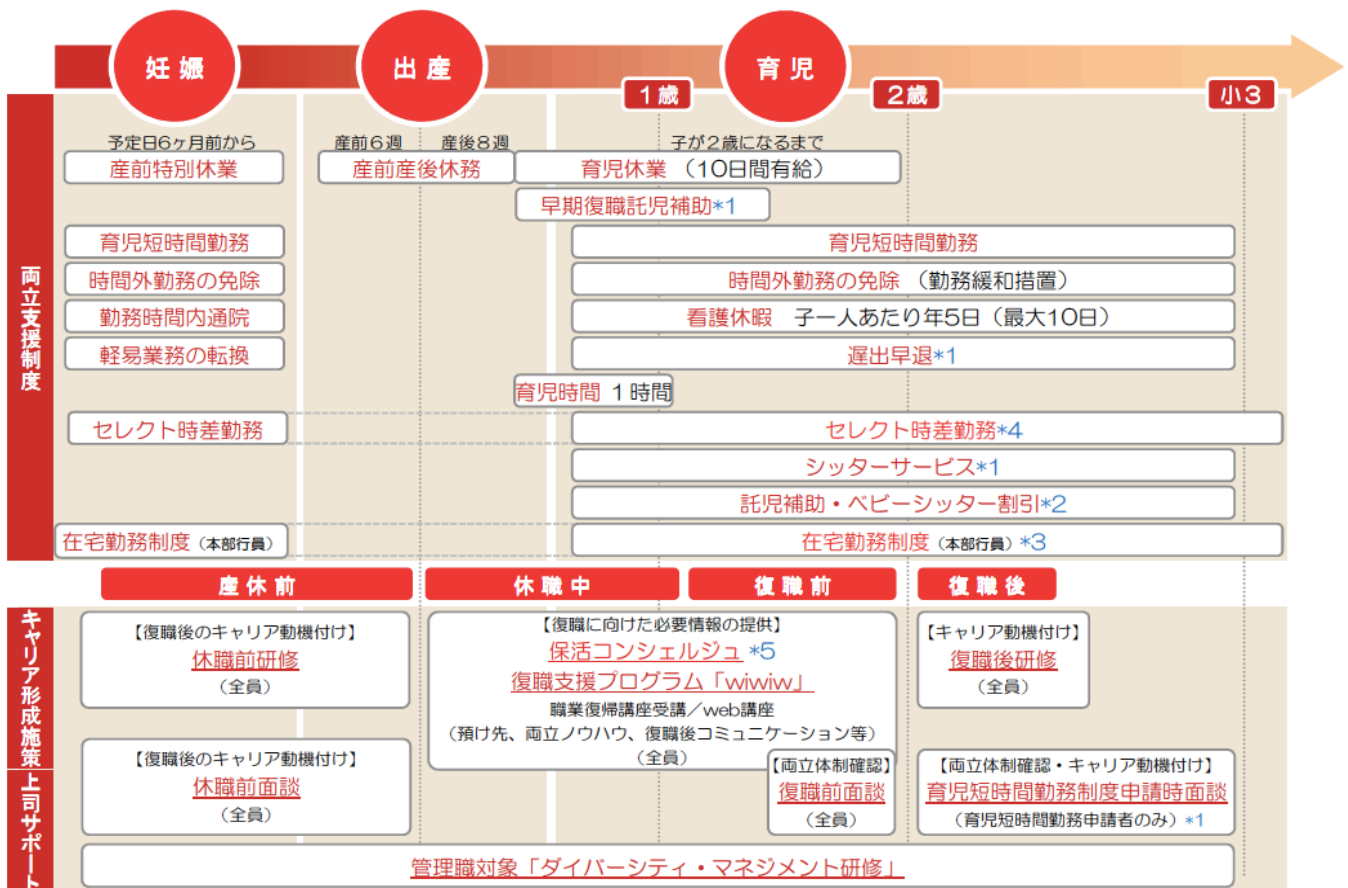 妊娠
出産
育児
1歳
2歳
小3
両立支援制度
予定日6ヶ月前から
産前6週
産後8週
子が2歳になるまで
産前特別休業
産前産後休務
育児休業 （10日間有給）
早期復職託児補助*1
育児短時間勤務
育児短時間勤務
時間外勤務の免除
時間外勤務の免除 （勤務緩和措置）
勤務時間内通院
看護休暇 子一人あたり年5日（最大10日）
軽易業務の転換
遅出早退*1
育児時間 1時間
セレクト時差勤務
セレクト時差勤務*4
シッターサービス*1
託児補助・ベビーシッター割引*2
在宅勤務制度（本部行員）
在宅勤務制度（本部行員）*3
産休前
休職中
復職前
復職後
キャリア形成施策
【復職後のキャリア動機付け】
休職前研修
（全員）
【復職に向けた必要情報の提供】
保活コンシェルジュ *5
復職支援プログラム「wiwiw」
職業復帰講座受講／web講座
（預け先、両立ノウハウ、復職後コミュニケーション等）
（全員）
【キャリア動機付け】
復職後研修
（全員）
上司サポート
【復職後のキャリア動機付け】
休職前面談
（全員）
【両立体制確認】
復職前面談
（全員）
【両立体制確認・キャリア動機付け】
育児短時間勤務制度申請時面談
（育児短時間勤務申請者のみ）*1
管理職対象「ダイバーシティ・マネジメント研修」